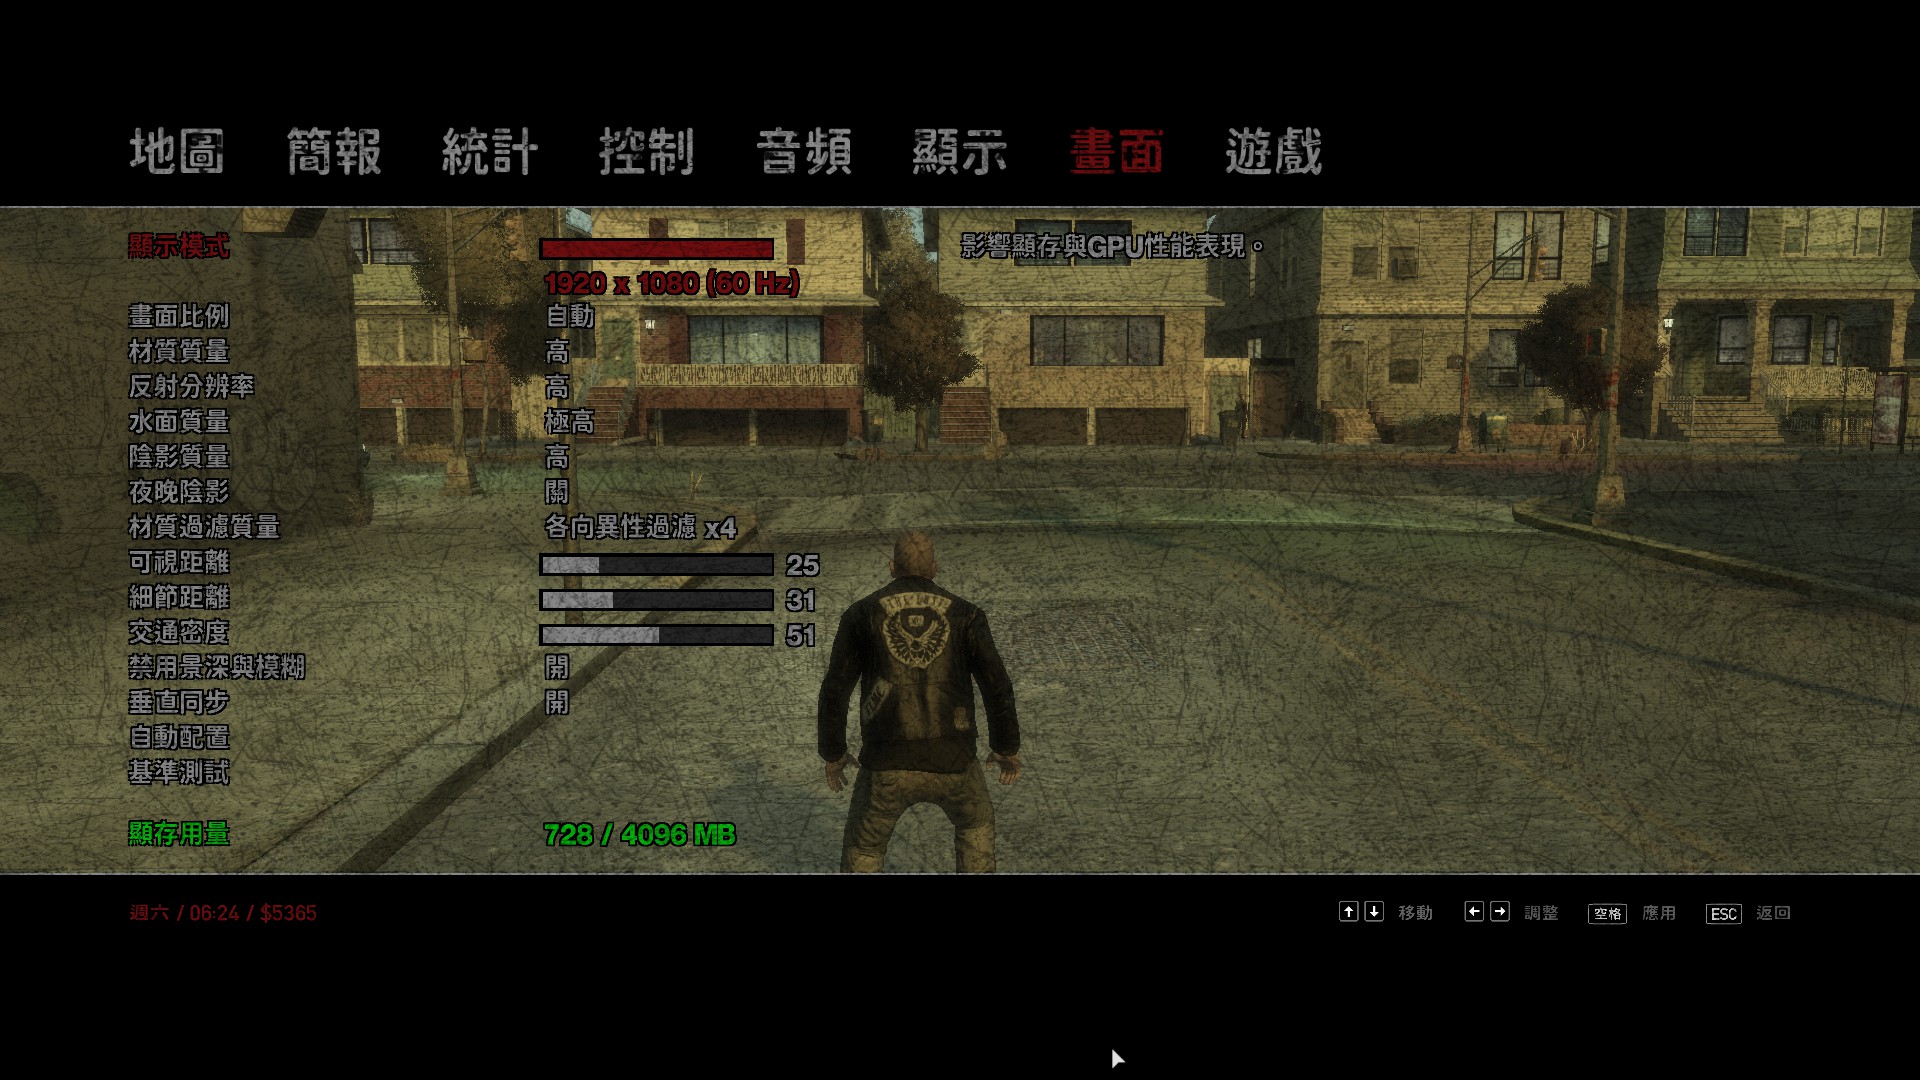 地圖 簡報 統計 控制 音頻 顯示 畫面 遊戲
顯示模式 影響顯存與GPU性能表現。
1920 x 1080 (60 Hz)
畫面比例 自動
材質質量 高
反射分辨率 高
水面質量 極高
陰影質量 高
夜晚陰影 關
材質過濾質量 各向異性過濾 x4
可視距離 25
細節距離 31
交通密度 51
禁用景深與模糊 開
垂直同步 開
自動配置
基準測試
顯存用量 728 / 4096 MB
週六 / 06:24 / $5365 移動 調整 空格 應用 ESC 返回